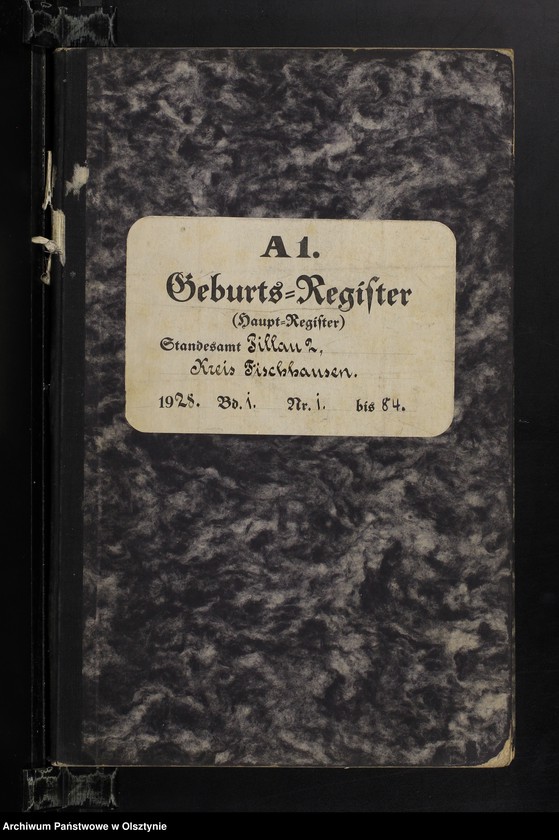 A 1.
Geburts-Register
(Haupt-Register)
Standesamt Pillau 2,
Kreis Fischhausen.
1928. Bd. 1. Nr. 1. bis 84.
Archiwum Państwowe w Olsztynie